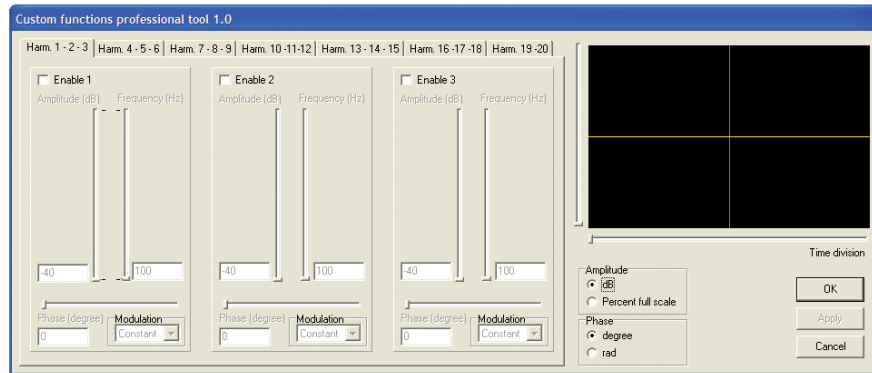 Custom functions professional tool 1.0
Harm. 1 - 2 - 3 Harm. 4 - 5 - 6 Harm. 7 - 8 - 9 Harm. 10 -11-12 Harm. 13 - 14 - 15 Harm. 16 -17 -18 Harm. 19 -20
Enable 1 Enable 2 Enable 3
Amplitude (dB) Frequency (Hz) Amplitude (dB) Frequency (Hz) Amplitude (dB) Frequency (Hz)
-40 100 -40 100 -40 100
Phase (degree) Modulation Phase (degree) Modulation Phase (degree) Modulation
0 Constant 0 Constant 0 Constant
Time division
Amplitude
dB
Percent full scale
Phase
degree
rad
OK
Apply
Cancel